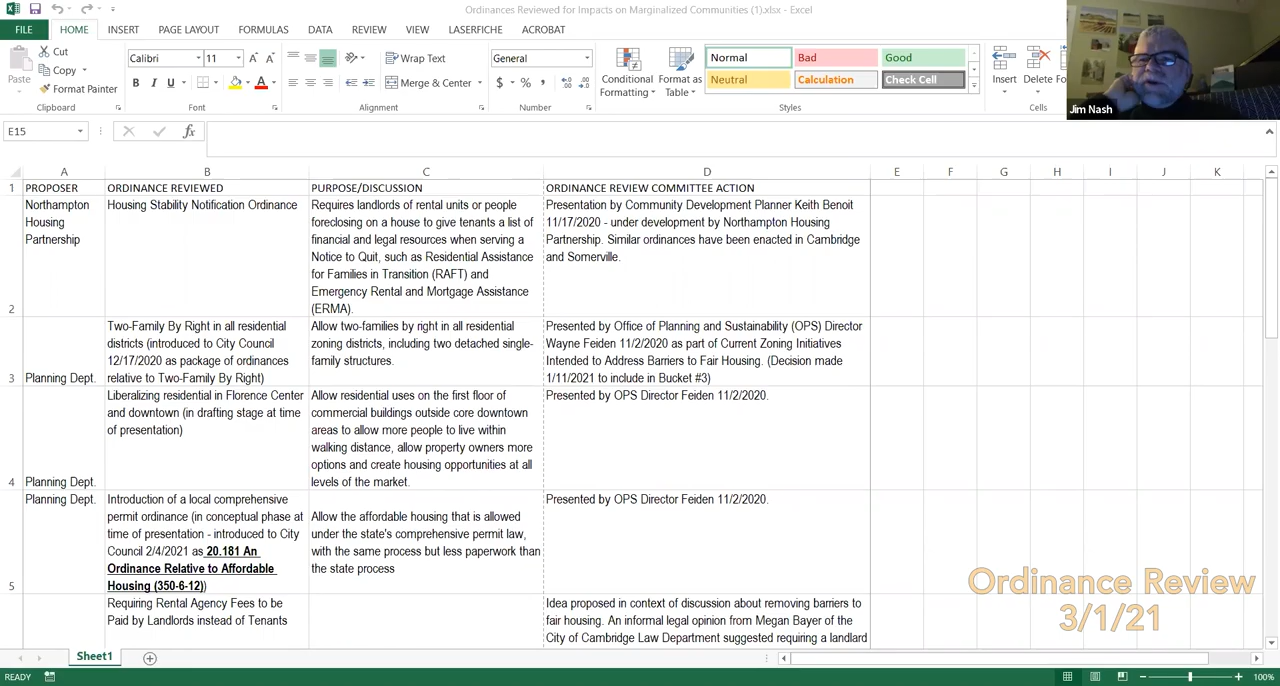 Ordinances Reviewed for Impacts on Marginalized Communities (1).xlsx - Excel
FILE HOME INSERT PAGE LAYOUT FORMULAS DATA REVIEW VIEW LASERFICHE ACROBAT
Paste
Cut
Copy
Format Painter
Clipboard
Calibri 11
B I U
Font
Wrap Text
Merge & Center
Alignment
General
$ %
Number
Conditional
Formatting
Format as
Table
Normal Bad Good
Neutral Calculation Check Cell
Styles
Insert Delete
Cells
Jim Nash
E15
fx
A B C D E F G H I J K
1 PROPOSER ORDINANCE REVIEWED PURPOSE/DISCUSSION ORDINANCE REVIEW COMMITTEE ACTION
Northampton
Housing
Partnership
Housing Stability Notification Ordinance
Requires landlords of rental units or people
foreclosing on a house to give tenants a list of
financial and legal resources when serving a
Notice to Quit, such as Residential Assistance
for Families in Transition (RAFT) and
Emergency Rental and Mortgage Assistance
(ERMA).
Presentation by Community Development Planner Keith Benoit
11/17/2020 - under development by Northampton Housing
Partnership. Similar ordinances have been enacted in Cambridge
and Somerville.
2
Two-Family By Right in all residential
districts (introduced to City Council
12/17/2020 as package of ordinances
relative to Two-Family By Right)
Allow two-families by right in all residential
zoning districts, including two detached single-
family structures.
Presented by Office of Planning and Sustainability (OPS) Director
Wayne Feiden 11/2/2020 as part of Current Zoning Initiatives
Intended to Address Barriers to Fair Housing. (Decision made
1/11/2021 to include in Bucket #3)
3 Planning Dept.
Liberalizing residential in Florence Center
and downtown (in drafting stage at time
of presentation)
Allow residential uses on the first floor of
commercial buildings outside core downtown
areas to allow more people to live within
walking distance, allow property owners more
options and create housing opportunities at all
levels of the market.
Presented by OPS Director Feiden 11/2/2020.
4 Planning Dept.
Planning Dept.
Introduction of a local comprehensive
permit ordinance (in conceptual phase at
time of presentation - introduced to City
Council 2/4/2021 as 20.181 An
Ordinance Relative to Affordable
Housing (350-6-12))
Allow the affordable housing that is allowed
under the state's comprehensive permit law,
with the same process but less paperwork than
the state process
Presented by OPS Director Feiden 11/2/2020.
5
Requiring Rental Agency Fees to be
Paid by Landlords instead of Tenants
Idea proposed in context of discussion about removing barriers to
fair housing. An informal legal opinion from Megan Bayer of the
City of Cambridge Law Department suggested requiring a landlard
Ordinance Review
3/1/21
Sheet1
READY
100%